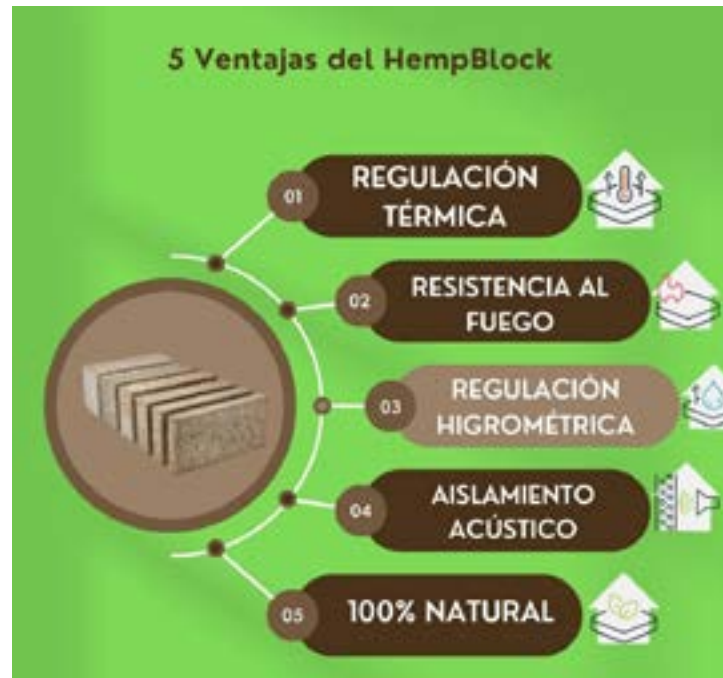 5 Ventajas del HempBlock
01
REGULACIÓN
TÉRMICA
02
RESISTENCIA AL
FUEGO
03
REGULACIÓN
HIGROMÉTRICA
04
AISLAMIENTO
ACÚSTICO
05
100% NATURAL